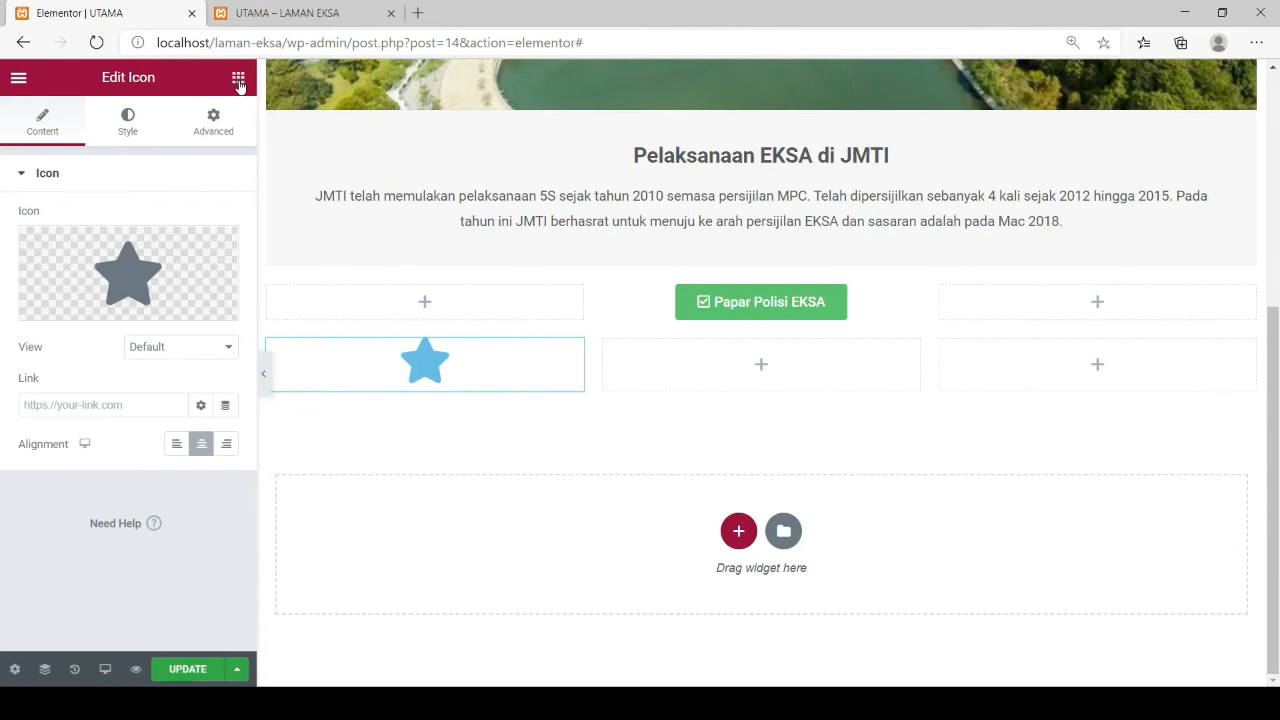 Elementor | UTAMA
UTAMA – LAMAN EKSA
localhost/laman-eksa/wp-admin/post.php?post=14&action=elementor#
Edit Icon
Content
Style
Advanced
Icon
Icon
View
Default
Link
https://your-link.com
Alignment
Need Help ?
UPDATE
Pelaksanaan EKSA di JMTI
JMTI telah memulakan pelaksanaan 5S sejak tahun 2010 semasa persijilan MPC. Telah dipersijilkan sebanyak 4 kali sejak 2012 hingga 2015. Pada
tahun ini JMTI berhasrat untuk menuju ke arah persijilan EKSA dan sasaran adalah pada Mac 2018.
Papar Polisi EKSA
Drag widget here